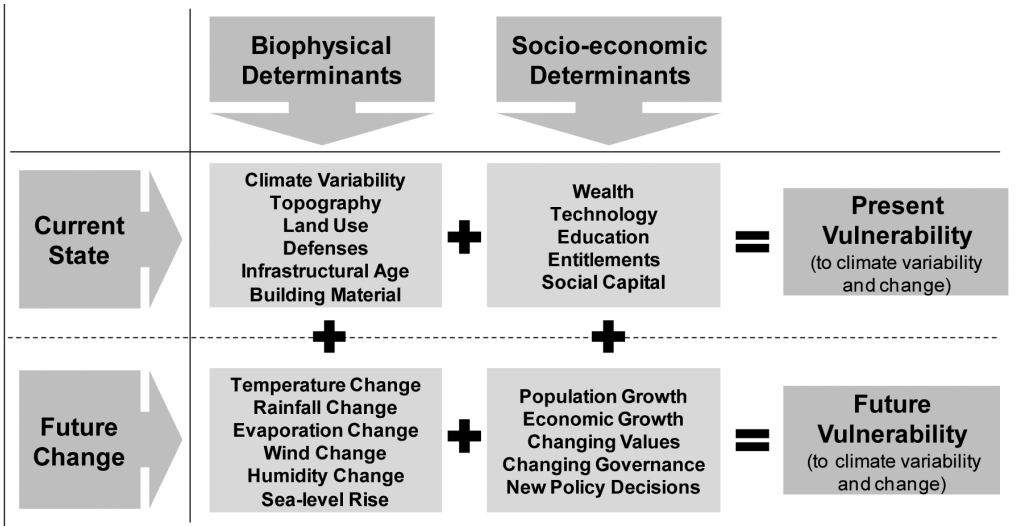 Biophysical
Determinants
Socio-economic
Determinants
Current
State
Climate Variability
Topography
Land Use
Defenses
Infrastructural Age
Building Material
+
Wealth
Technology
Education
Entitlements
Social Capital
=
Present
Vulnerability
(to climate variability
and change)
+
+
Future
Change
Temperature Change
Rainfall Change
Evaporation Change
Wind Change
Humidity Change
Sea-level Rise
+
Population Growth
Economic Growth
Changing Values
Changing Governance
New Policy Decisions
=
Future
Vulnerability
(to climate variability
and change)